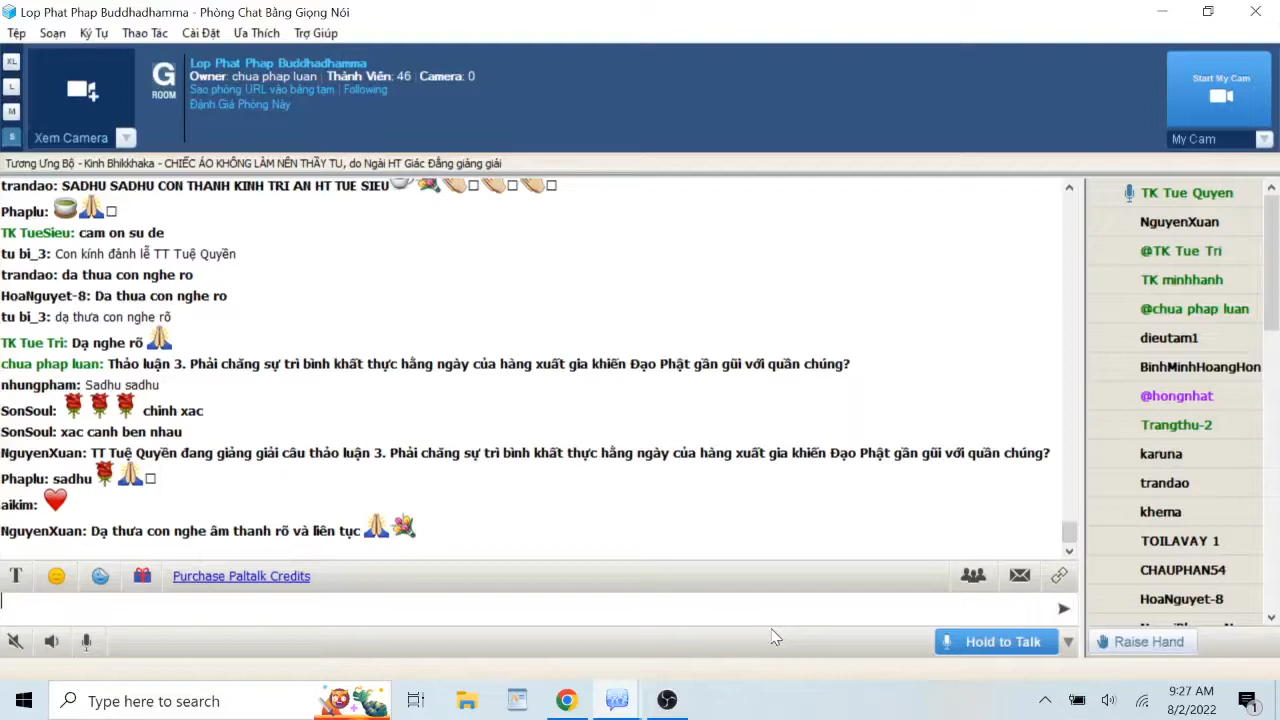 Lop Phat Phap Buddhadhamma - Phòng Chat Bằng Giọng Nói
Tệp Soạn Ký Tự Thao Tác Cài Đặt Ưa Thích Trợ Giúp
XL
L
M
S
Xem Camera
G
ROOM
Lop Phat Phap Buddhadhamma
Owner: chua phap luan | Thành Viên: 46 | Camera: 0
Sao phòng URL vào bảng tạm | Following
Đánh Giá Phòng Này
Start My Cam
My Cam
Tương Ưng Bộ - Kinh Bhikkhaka - CHIẾC ÁO KHÔNG LÀM NÊN THẦY TU, do Ngài HT Giác Đẳng giảng giải
trandao: SADHU SADHU CON THANH KINH TRI AN HT TUE SIEU
Phaplu:
TK TueSieu: cam on su de
tu bi_3: Con kính đảnh lễ TT Tuệ Quyền
trandao: da thua con nghe ro
HoaNguyet-8: Da thua con nghe ro
tu bi_3: dạ thưa con nghe rõ
TK Tue Tri: Dạ nghe rõ
chua phap luan: Thảo luận 3. Phải chăng sự trì bình khất thực hằng ngày của hàng xuất gia khiến Đạo Phật gần gũi với quần chúng?
nhungpham: Sadhu sadhu
SonSoul: chinh xac
SonSoul: xac canh ben nhau
NguyenXuan: TT Tuệ Quyền đang giảng giải câu thảo luận 3. Phải chăng sự trì bình khất thực hằng ngày của hàng xuất gia khiến Đạo Phật gần gũi với quần chúng?
Phaplu: sadhu
aikim:
NguyenXuan: Dạ thưa con nghe âm thanh rõ và liên tục
TK Tue Quyen
NguyenXuan
@TK Tue Tri
TK minhhanh
@chua phap luan
dieutam1
BinhMinhHoangHon
@hongnhat
Trangthu-2
karuna
trandao
khema
TOILAVAY 1
CHAUPHAN54
HoaNguyet-8
T
Purchase Paltalk Credits
Hold to Talk
Raise Hand
Type here to search
9:27 AM
8/2/2022
1